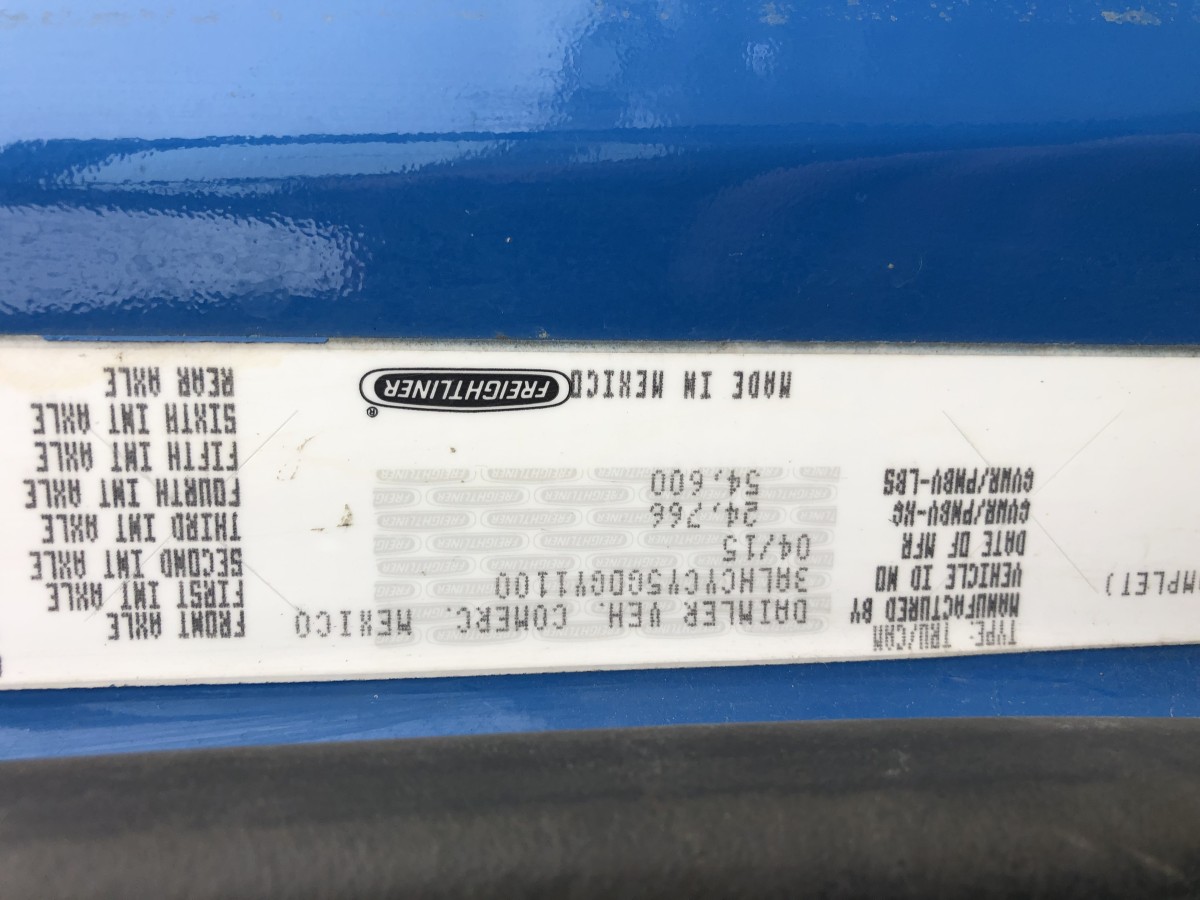 MPLET)
TYPE TRU/CAM
MANUFACTURED BY DAIMLER VEH. COMERC. MEXICO
VEHICLE ID NO 3ALHCYCY5GDGY1100
DATE OF MFR 04/15
GVWR/PNBV-KG 24,766
GVWR/PNBV-LBS 54,600
MADE IN MEXICO FREIGHTLINER®
FRONT AXLE
FIRST INT AXLE
SECOND INT AXLE
THIRD INT AXLE
FOURTH INT AXLE
FIFTH INT AXLE
SIXTH INT AXLE
REAR AXLE